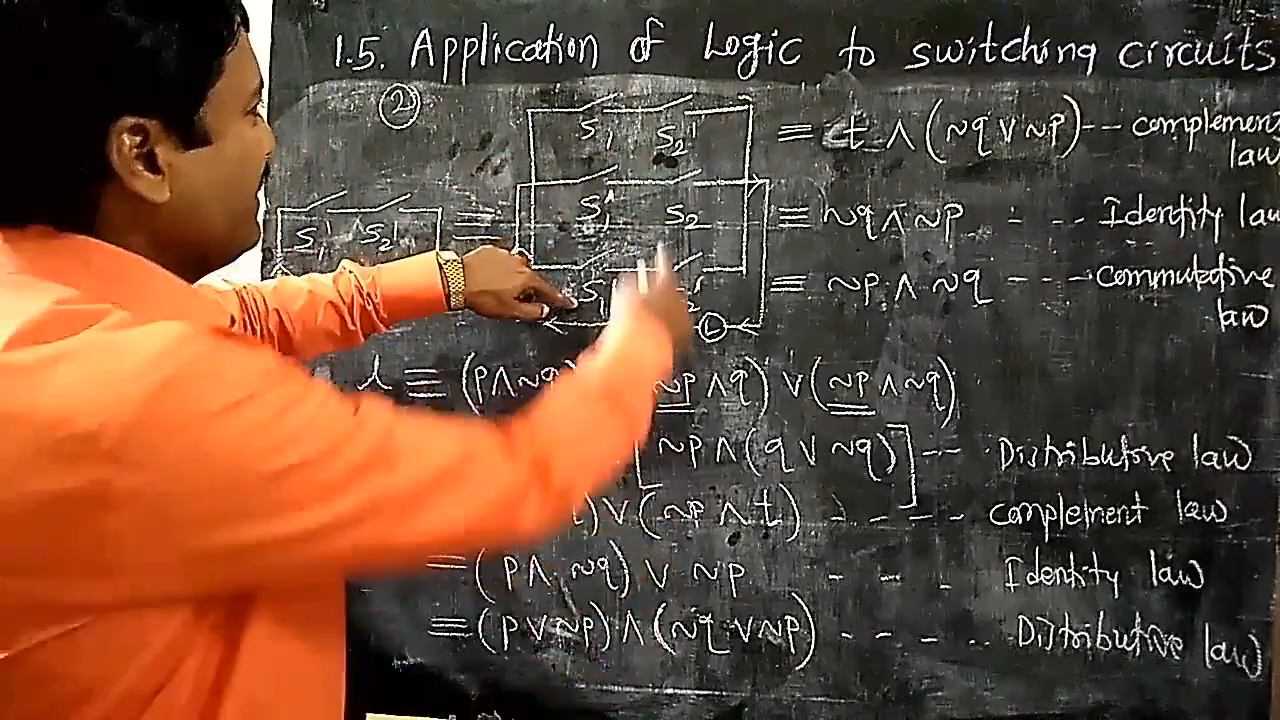 1.5. Application of Logic to switching circuits
2
S₁ S₂'
S₁' S₂
S₁'
L
S₁' ∧ S₂' ≡
≡ t ∧ (~q ∨ ~p) -- complement law
≡ ~q ∧ ~p - -- Identity law
≡ ~p ∧ ~q --- commutative law
l ≡ (p ∧ ~q) ~p ∧ q) ∨ (~p ∧ ~q)
[~p ∧ (q ∨ ~q)] -- Distributive law
) ∨ (~p ∧ t) - - - - complement law
≡ (p ∧ ~q) ∨ ~p - - - Identity law
≡ (p ∨ ~p) ∧ (~q ∨ ~p) - - - - .. Distributive law